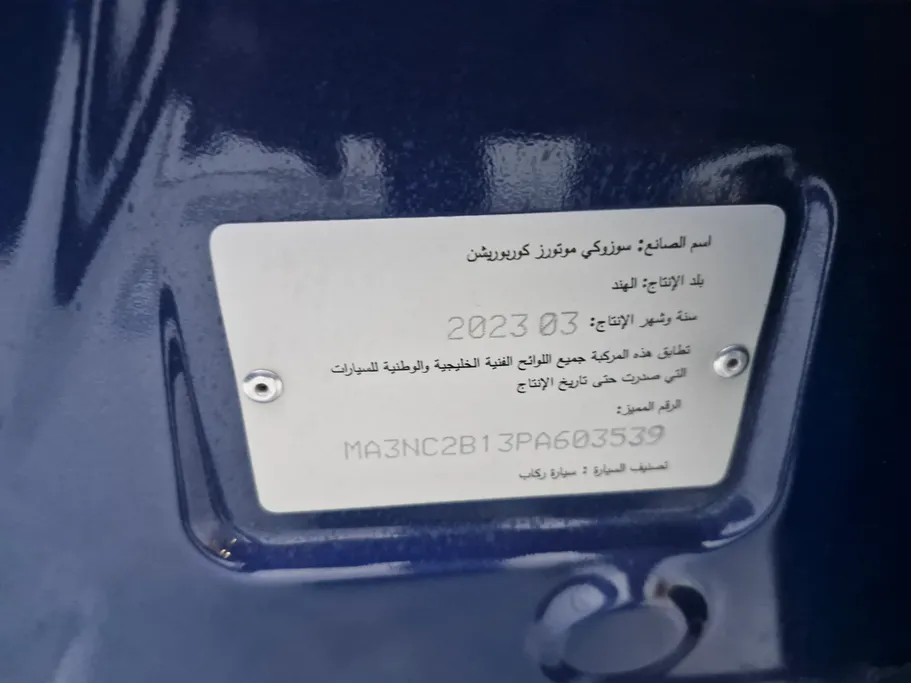 اسم الصانع: سوزوكي موتورز كوربوريشن
بلد الإنتاج: الهند
سنة وشهر الإنتاج: 03 2023
تطابق هذه المركبة جميع اللوائح الفنية الخليجية والوطنية للسيارات
التي صدرت حتى تاريخ الإنتاج
الرقم المميز:
MA3NC2B13PA603539
تصنيف السيارة : سيارة ركاب